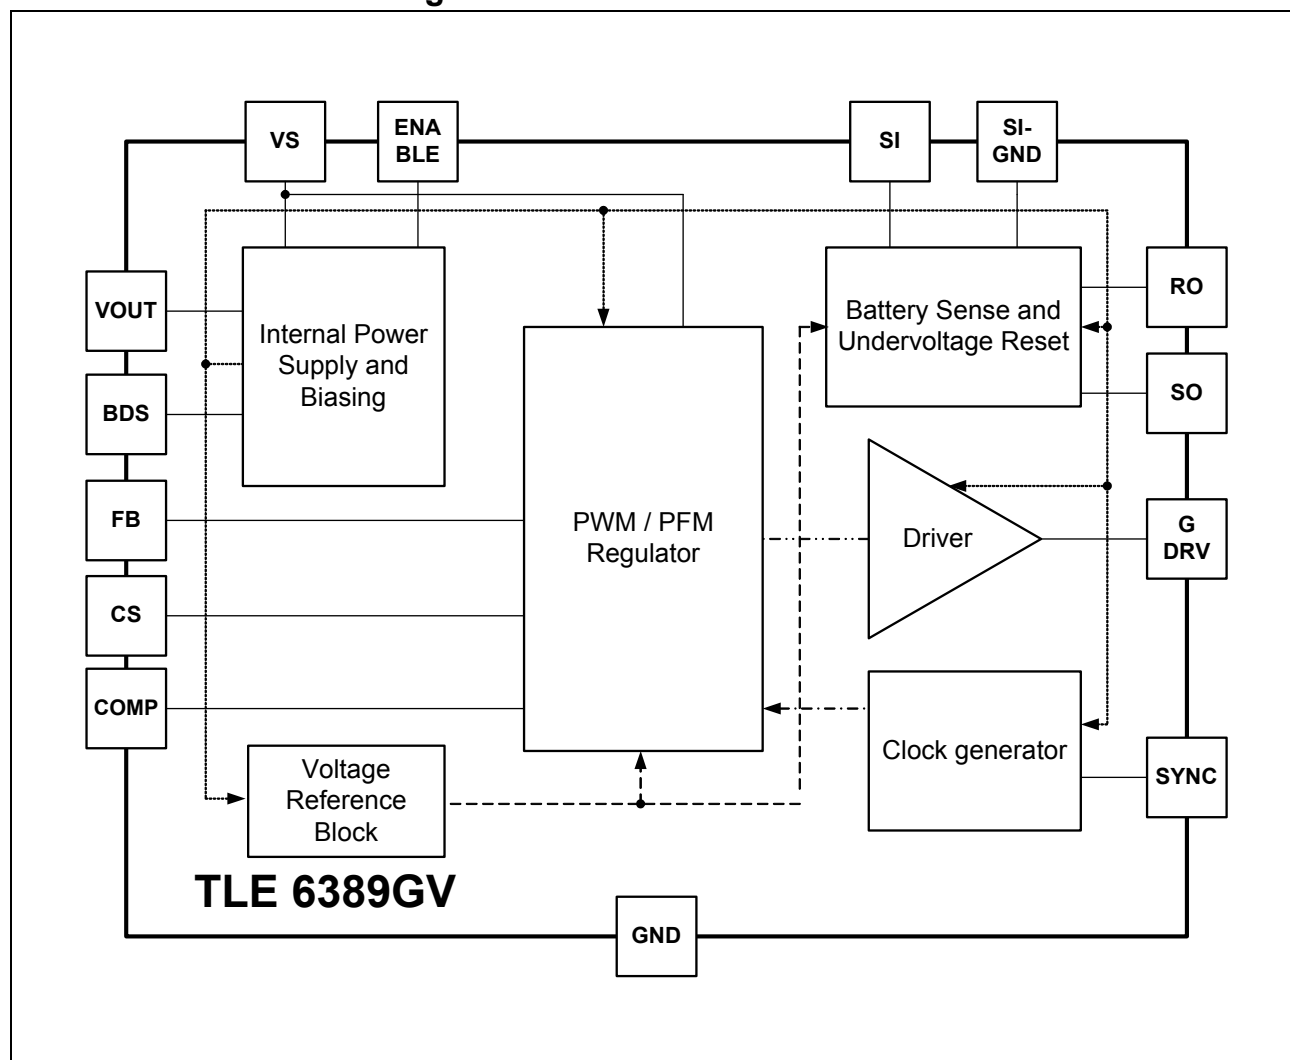 VS
ENA
BLE
SI
SI-
GND
VOUT
BDS
FB
CS
COMP
Internal Power
Supply and
Biasing
PWM / PFM
Regulator
Battery Sense and
Undervoltage Reset
RO
SO
Driver
G
DRV
Clock generator
SYNC
Voltage
Reference
Block
TLE 6389GV
GND